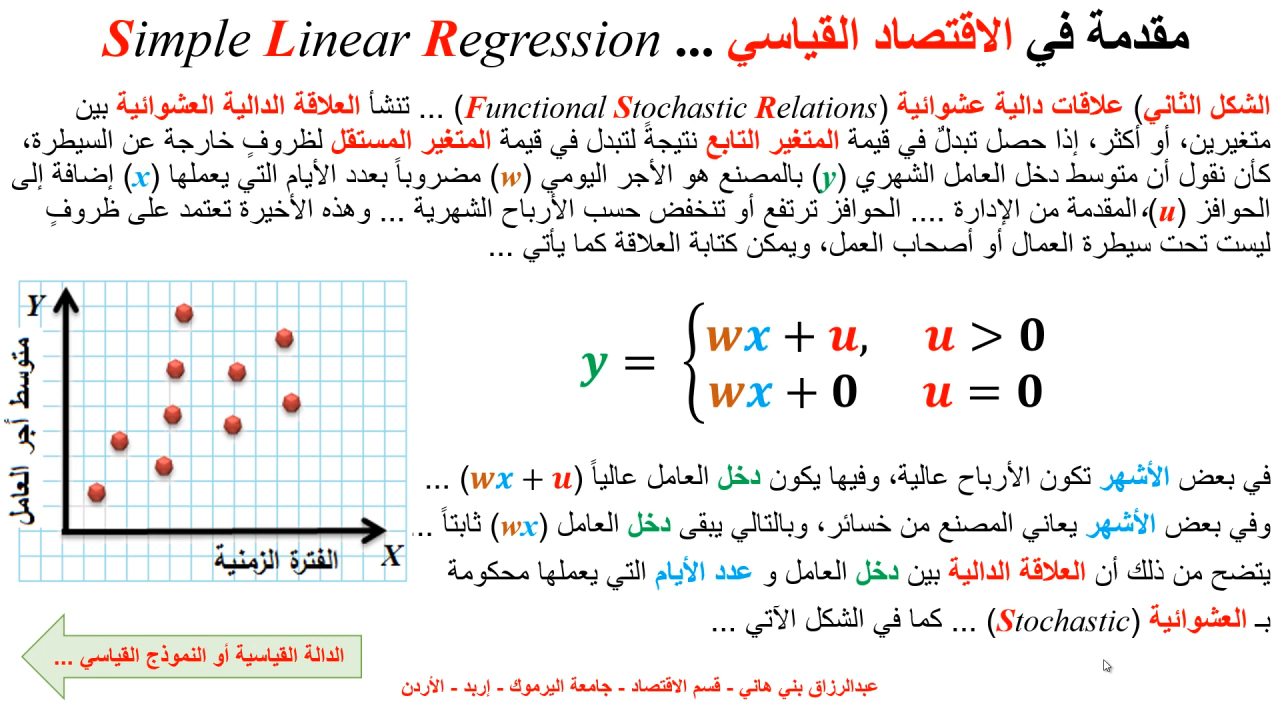 مقدمة في الاقتصاد القياسي ... Simple Linear Regression
الشكل الثاني) علاقات دالية عشوائية (Functional Stochastic Relations) ... تنشأ العلاقة الدالية العشوائية بين
متغيرين، أو أكثر، إذا حصل تبدلٌ في قيمة المتغير التابع نتيجةً لتبدل في قيمة المتغير المستقل لظروفٍ خارجة عن السيطرة،
كأن نقول أن متوسط دخل العامل الشهري (y) بالمصنع هو الأجر اليومي (w) مضروباً بعدد الأيام التي يعملها (x) إضافة إلى
الحوافز (u)، المقدمة من الإدارة .... الحوافز ترتفع أو تنخفض حسب الأرباح الشهرية ... وهذه الأخيرة تعتمد على ظروفٍ
ليست تحت سيطرة العمال أو أصحاب العمل، ويمكن كتابة العلاقة كما يأتي ...
y = { wx + u, u > 0
wx + 0 u = 0
Y
متوسط أجر العامل
X
الفترة الزمنية
في بعض الأشهر تكون الأرباح عالية، وفيها يكون دخل العامل عالياً (wx + u) ...
وفي بعض الأشهر يعاني المصنع من خسائر، وبالتالي يبقى دخل العامل (wx) ثابتاً ...
يتضح من ذلك أن العلاقة الدالية بين دخل العامل و عدد الأيام التي يعملها محكومة
بـ العشوائية (Stochastic) ... كما في الشكل الآتي ...
الدالة القياسية أو النموذج القياسي ...
عبدالرزاق بني هاني - قسم الاقتصاد - جامعة اليرموك - إربد - الأردن